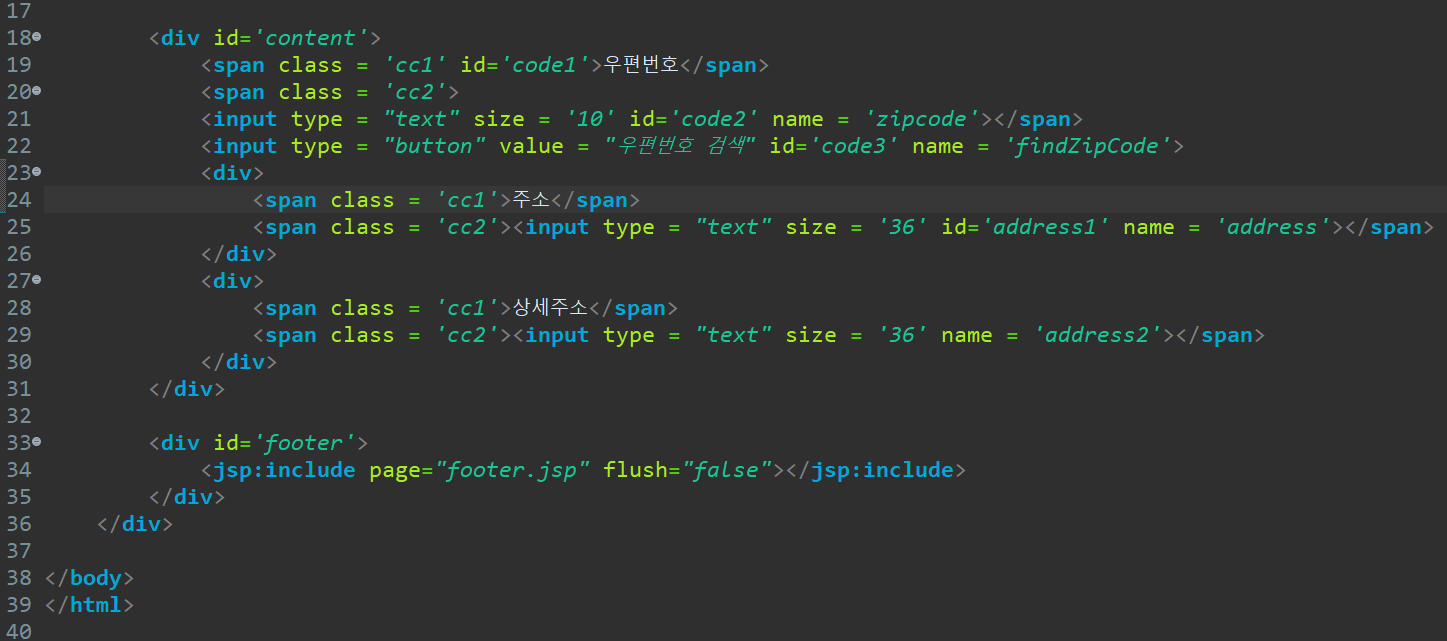 17
18 <div id='content'>
19 <span class = 'cc1' id='code1'>우편번호</span>
20 <span class = 'cc2'>
21 <input type = "text" size = '10' id='code2' name = 'zipcode'></span>
22 <input type = "button" value = "우편번호 검색" id='code3' name = 'findZipCode'>
23 <div>
24 <span class = 'cc1'>주소</span>
25 <span class = 'cc2'><input type = "text" size = '36' id='address1' name = 'address'></span>
26 </div>
27 <div>
28 <span class = 'cc1'>상세주소</span>
29 <span class = 'cc2'><input type = "text" size = '36' name = 'address2'></span>
30 </div>
31 </div>
32
33 <div id='footer'>
34 <jsp:include page="footer.jsp" flush="false"></jsp:include>
35 </div>
36 </div>
37
38 </body>
39 </html>
40